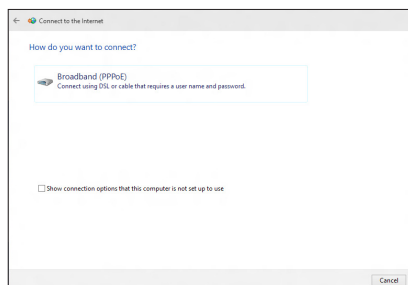 Connect to the Internet
How do you want to connect?
Broadband (PPPoE)
Connect using DSL or cable that requires a user name and password.
Show connection options that this computer is not set up to use
Cancel